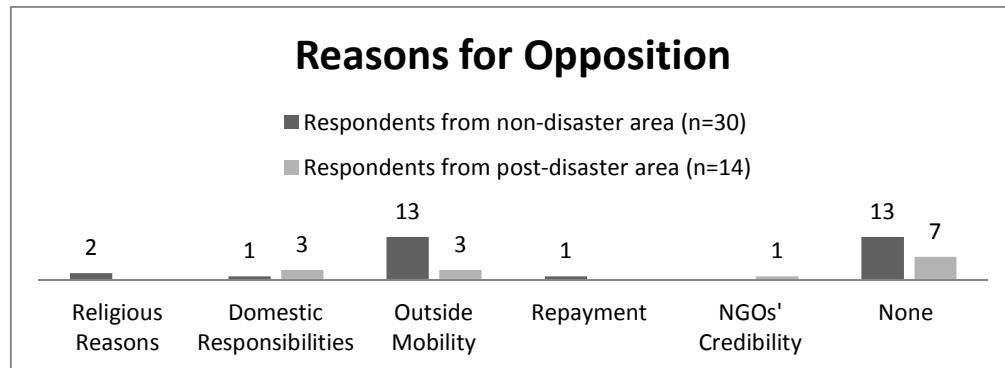 Reasons for Opposition
Respondents from non-disaster area (n=30)
Respondents from post-disaster area (n=14)
2
1
3
13
3
1
1
13
7
Religious
Reasons
Domestic
Responsibilities
Outside
Mobility
Repayment
NGOs'
Credibility
None